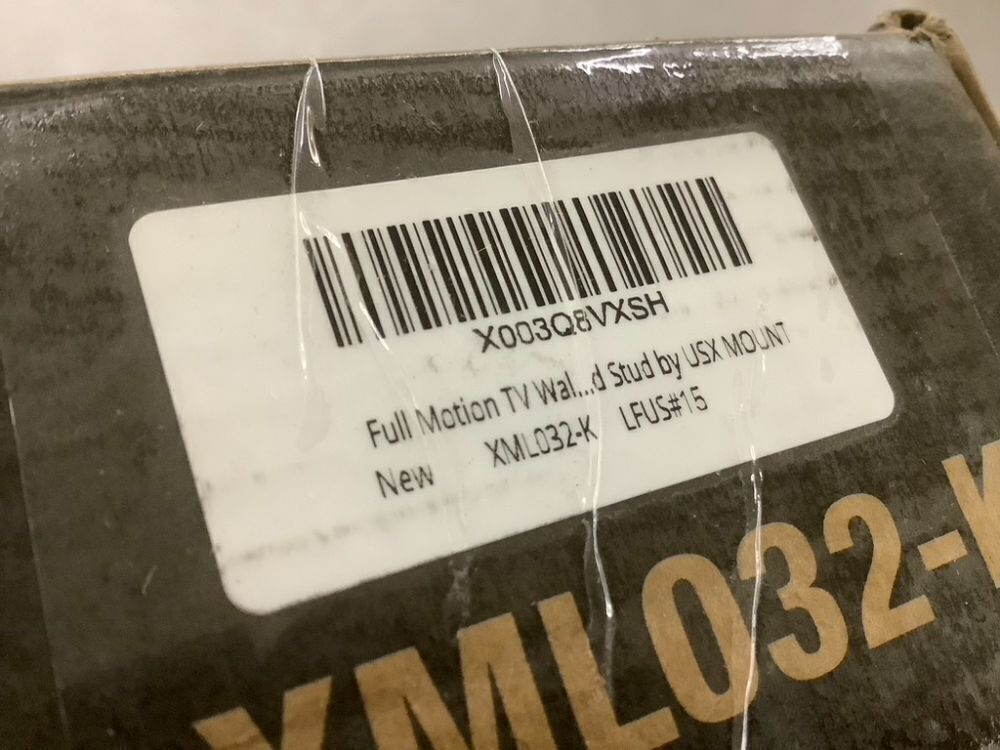 X003Q8VXSH
Full Motion TV Wal...d Stud by USX MOUNT
New XML032-K LFUS#15
XML032-K